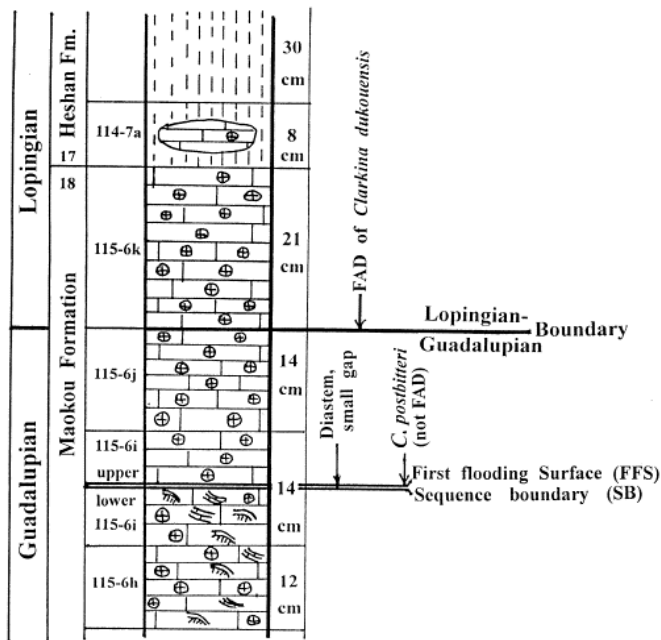 Lopingian
Guadalupian
Heshan Fm.
17
18
Maokou Formation
114-7a
115-6k
115-6j
115-6i
upper
lower
115-6i
115-6h
30
cm
8
cm
21
cm
14
cm
14
cm
12
cm
FAD of Clarkina dukouensis
Lopingian-
Guadalupian
Boundary
Diastem,
small gap
C. postbitteri
(not FAD)
First flooding Surface (FFS)
Sequence boundary (SB)